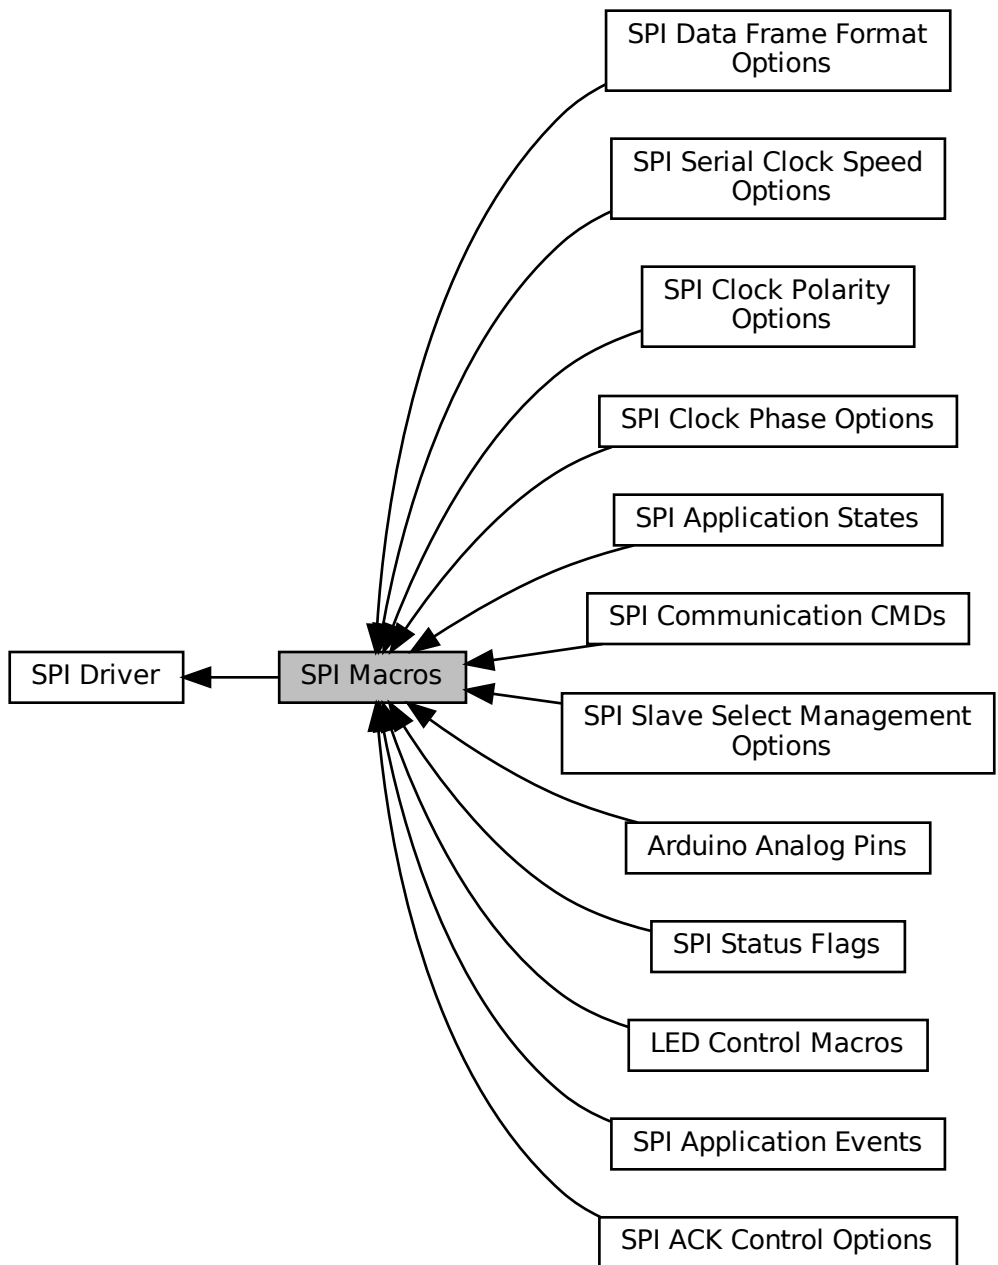 SPI Data Frame Format
Options
SPI Serial Clock Speed
Options
SPI Clock Polarity
Options
SPI Clock Phase Options
SPI Application States
SPI Communication CMDs
SPI Driver
SPI Macros
SPI Slave Select Management
Options
Arduino Analog Pins
SPI Status Flags
LED Control Macros
SPI Application Events
SPI ACK Control Options